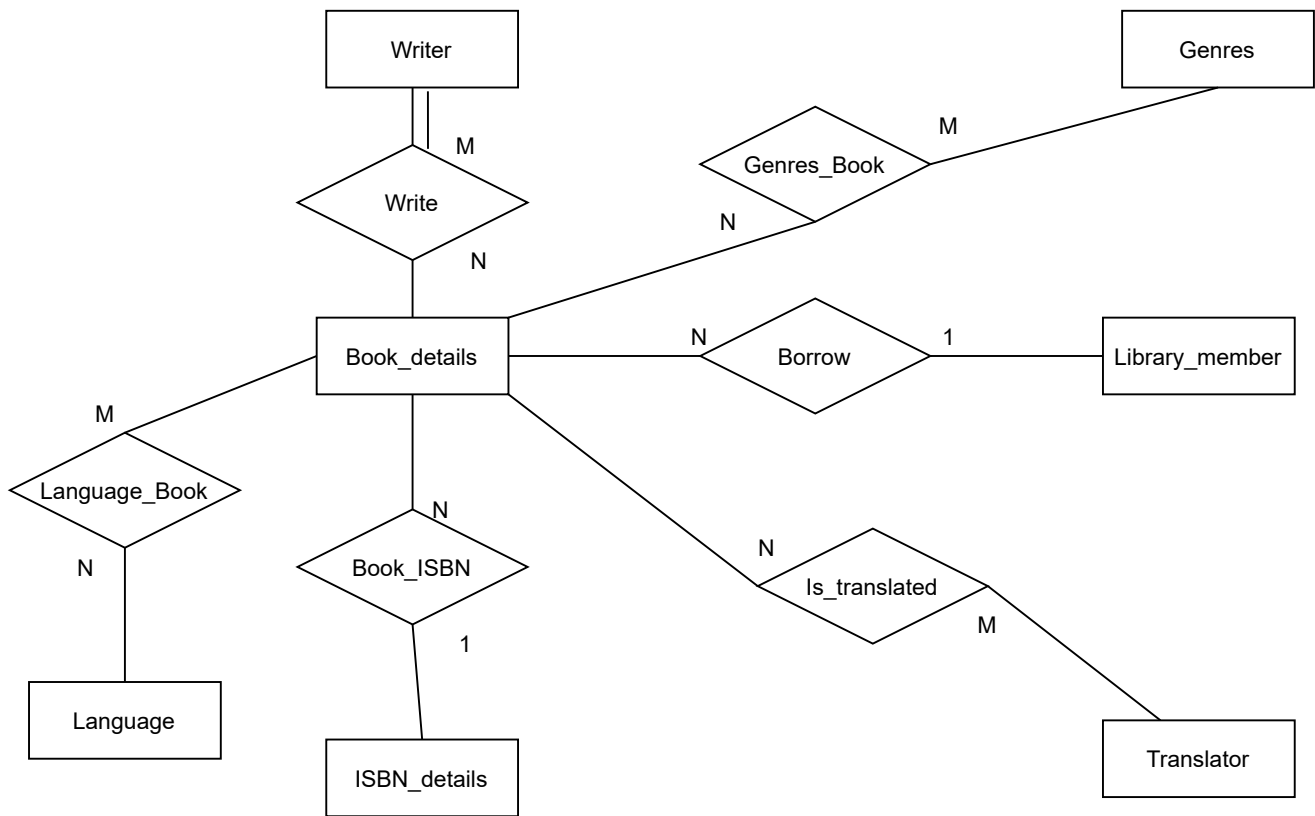 Writer
Genres
M
M
Genres_Book
Write
N
N
N
1
Book_details
Borrow
Library_member
M
Language_Book
N
N
Book_ISBN
N
Is_translated
M
1
Language
ISBN_details
Translator